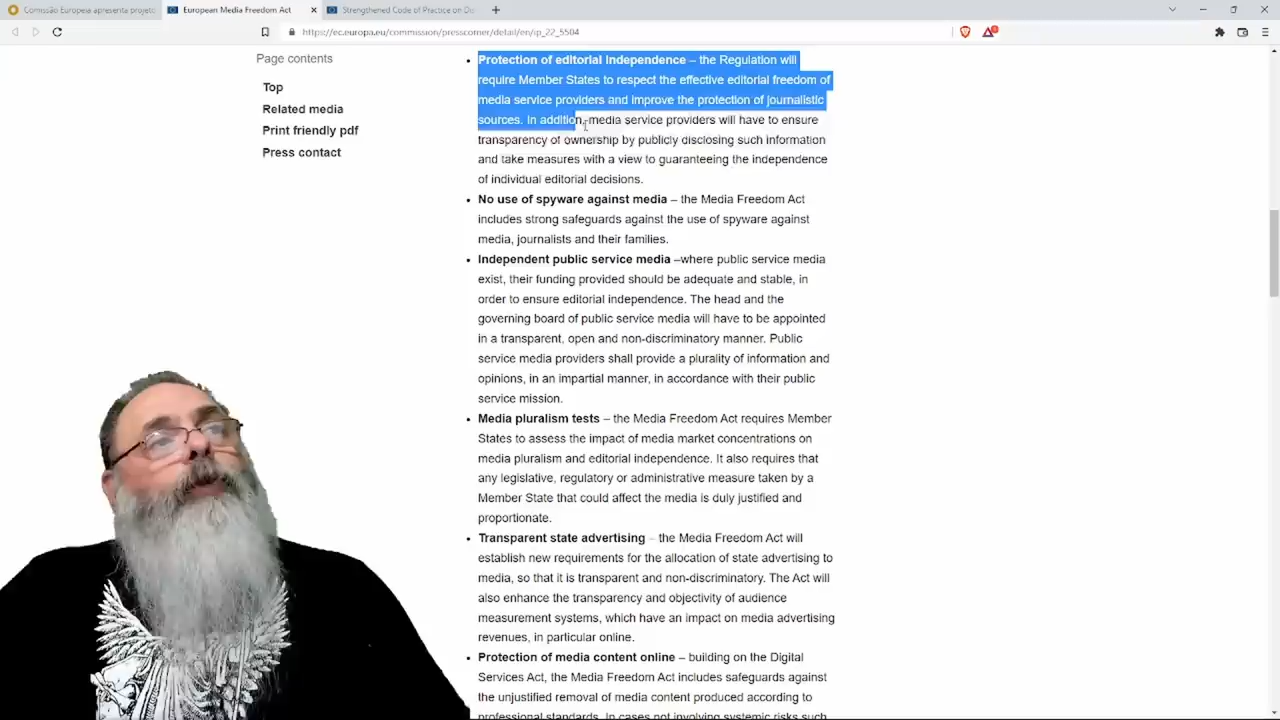 Comissão Europeia apresenta projeto
European Media Freedom Act
Strengthened Code of Practice on Dis
https://ec.europa.eu/commission/presscorner/detail/en/ip_22_5504
Page contents
Top
Related media
Print friendly pdf
Press contact
• Protection of editorial independence – the Regulation will
require Member States to respect the effective editorial freedom of
media service providers and improve the protection of journalistic
sources. In addition, media service providers will have to ensure
transparency of ownership by publicly disclosing such information
and take measures with a view to guaranteeing the independence
of individual editorial decisions.
• No use of spyware against media – the Media Freedom Act
includes strong safeguards against the use of spyware against
media, journalists and their families.
• Independent public service media –where public service media
exist, their funding provided should be adequate and stable, in
order to ensure editorial independence. The head and the
governing board of public service media will have to be appointed
in a transparent, open and non-discriminatory manner. Public
service media providers shall provide a plurality of information and
opinions, in an impartial manner, in accordance with their public
service mission.
• Media pluralism tests – the Media Freedom Act requires Member
States to assess the impact of media market concentrations on
media pluralism and editorial independence. It also requires that
any legislative, regulatory or administrative measure taken by a
Member State that could affect the media is duly justified and
proportionate.
• Transparent state advertising – the Media Freedom Act will
establish new requirements for the allocation of state advertising to
media, so that it is transparent and non-discriminatory. The Act will
also enhance the transparency and objectivity of audience
measurement systems, which have an impact on media advertising
revenues, in particular online.
• Protection of media content online – building on the Digital
Services Act, the Media Freedom Act includes safeguards against
the unjustified removal of media content produced according to
professional standards. In cases not involving systemic risks such